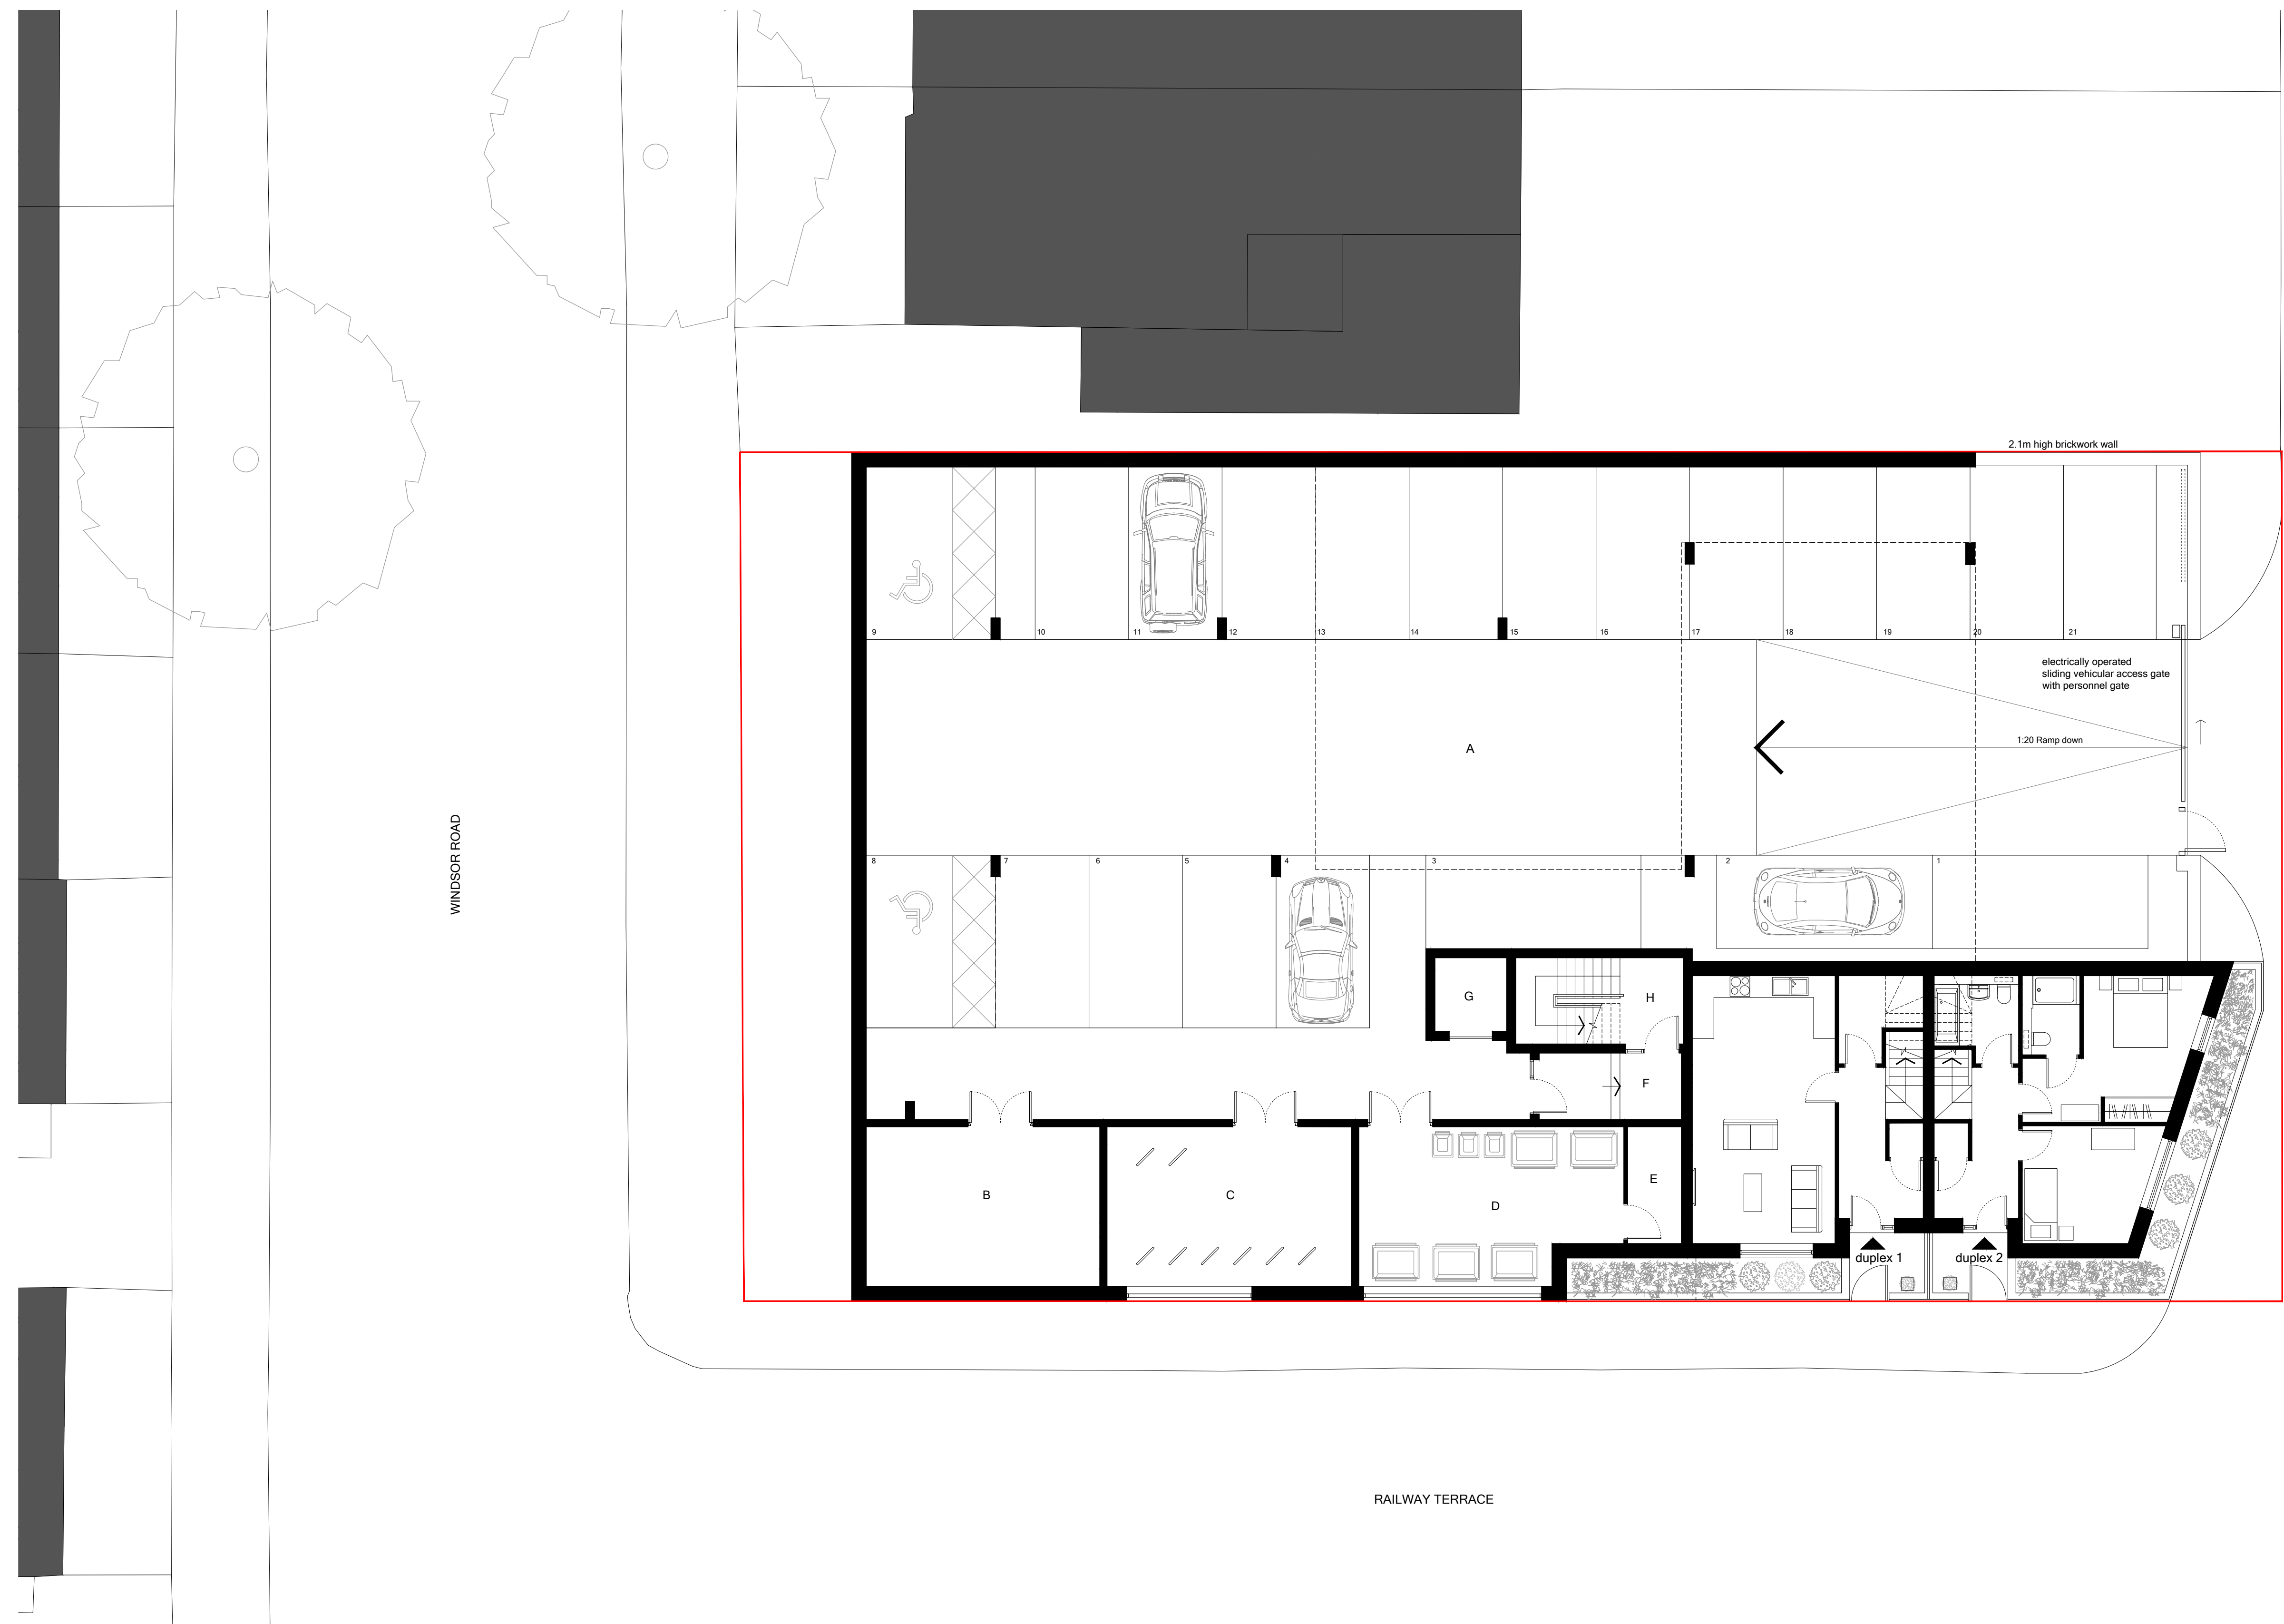 2.1m high brickwork wall
9
10
11
12
13
14
15
16
17
18
19
20
21
electrically operated
sliding vehicular access gate
with personnel gate
A
1:20 Ramp down
WINDSOR ROAD
8
7
6
5
4
3
2
1
G
H
F
B
C
D
E
duplex 1
duplex 2
RAILWAY TERRACE